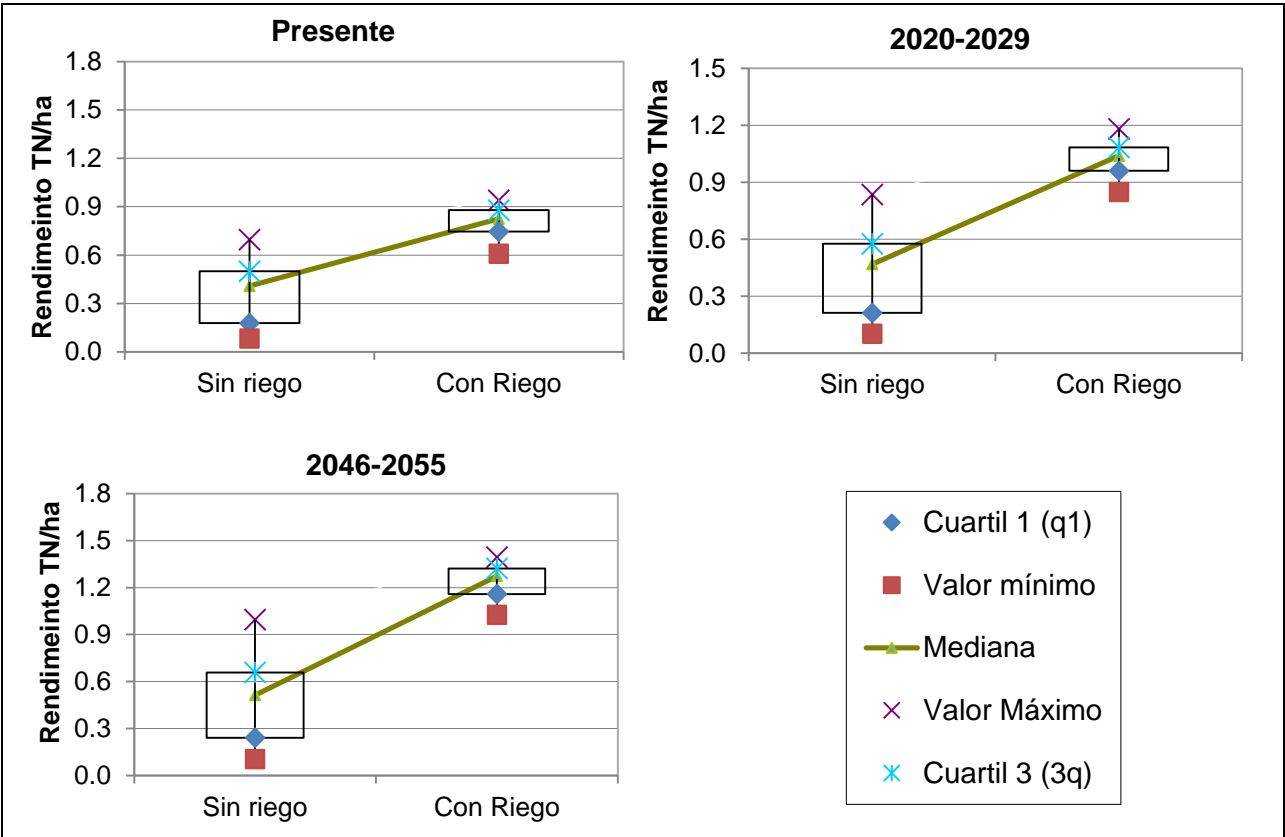 Presente
Rendimeinto TN/ha
1.8
1.5
1.2
0.9
0.6
0.3
0.0
Sin riego Con Riego
2020-2029
Rendimeinto TN/ha
1.5
1.2
0.9
0.6
0.3
0.0
Sin riego Con Riego
2046-2055
Rendimeinto TN/ha
1.8
1.5
1.2
0.9
0.6
0.3
0.0
Sin riego Con Riego
Cuartil 1 (q1)
Valor mínimo
Mediana
Valor Máximo
Cuartil 3 (3q)